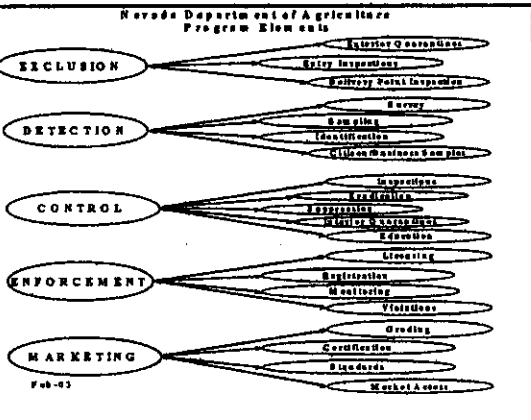 Nevada Department of Agriculture
Program Elements
EXCLUSION
Exterior Quarantines
Entry Inspections
Delivery Point Inspection
DETECTION
Survey
Sampling
Identification
Citizen/Business Samples
CONTROL
Inspections
Eradication
Suppression
Interior Quarantines
Education
ENFORCEMENT
Licensing
Registration
Monitoring
Violations
MARKETING
Grading
Certification
Standards
Market Access
Feb-03